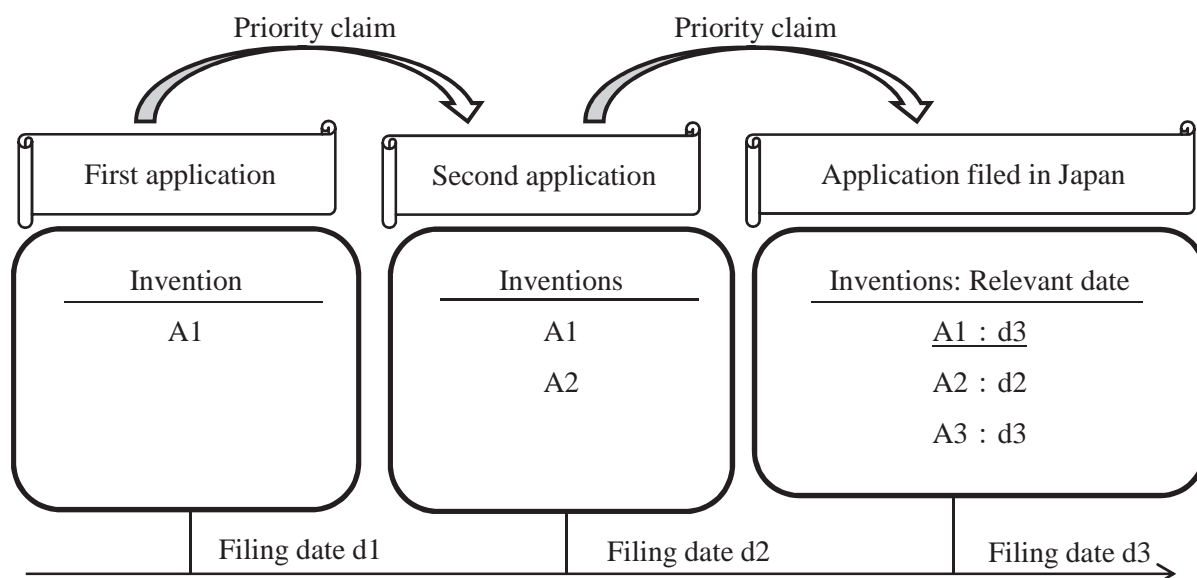 Priority claim
Priority claim
First application
Second application
Application filed in Japan
Invention
A1
Inventions
A1
A2
Inventions: Relevant date
A1 : d3
A2 : d2
A3 : d3
Filing date d1
Filing date d2
Filing date d3